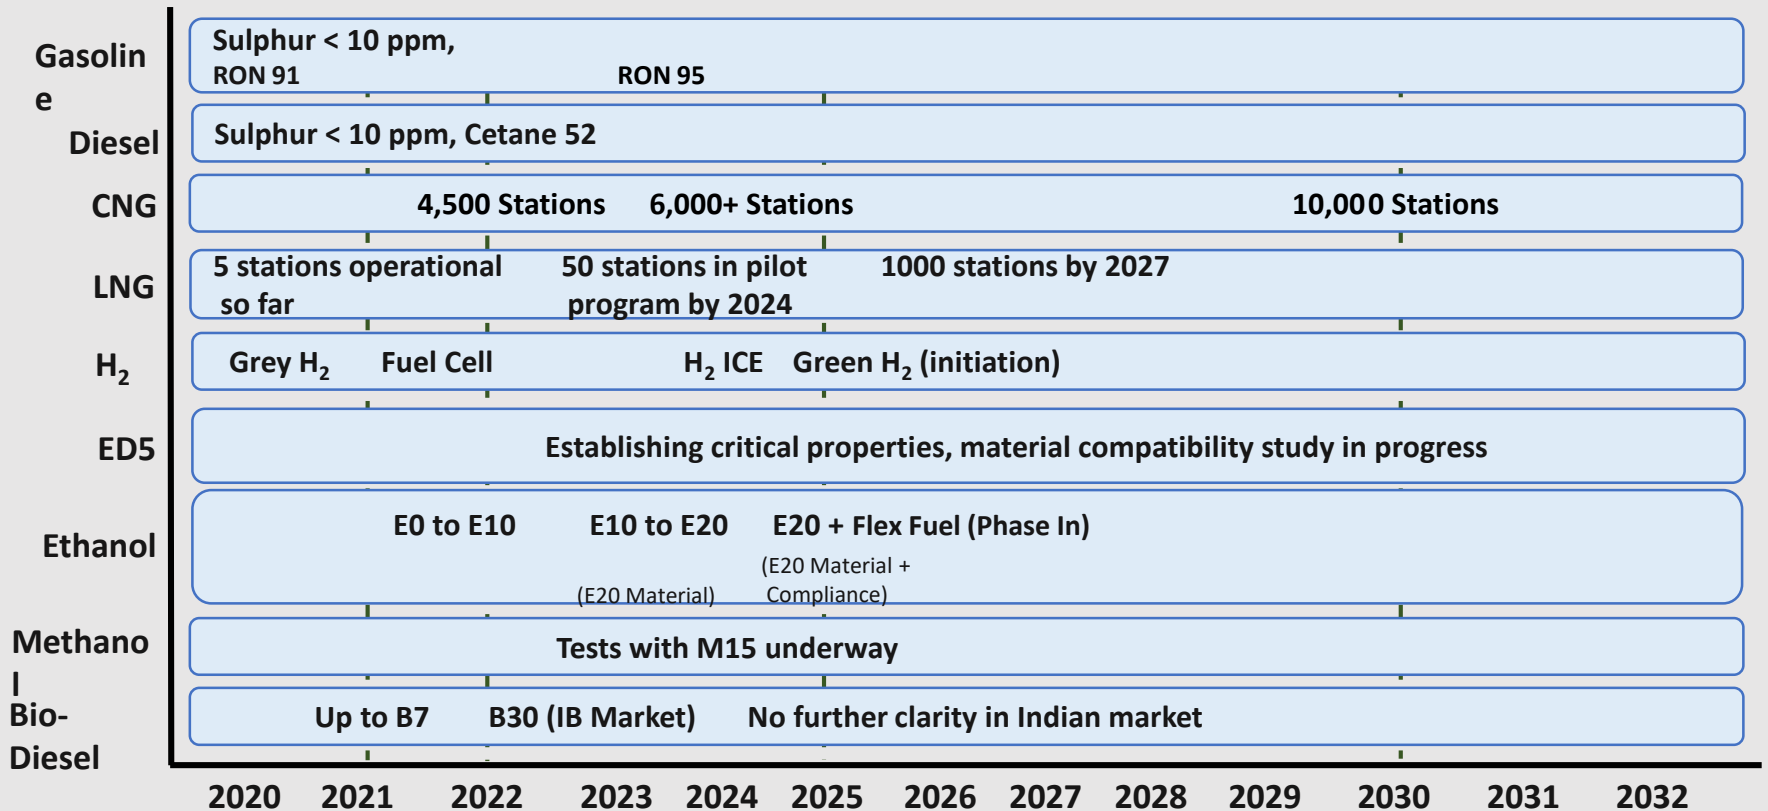 Gasolin
e
Sulphur < 10 ppm,
RON 91 RON 95
Diesel
Sulphur < 10 ppm, Cetane 52
CNG
4,500 Stations 6,000+ Stations 10,000 Stations
LNG
5 stations operational 50 stations in pilot 1000 stations by 2027
so far program by 2024
H2
Grey H2 Fuel Cell H2 ICE Green H2 (initiation)
ED5
Establishing critical properties, material compatibility study in progress
Ethanol
E0 to E10 E10 to E20 E20 + Flex Fuel (Phase In)
(E20 Material +
(E20 Material) Compliance)
Methano
l
Tests with M15 underway
Bio-
Diesel
Up to B7 B30 (IB Market) No further clarity in Indian market
2020 2021 2022 2023 2024 2025 2026 2027 2028 2029 2030 2031 2032